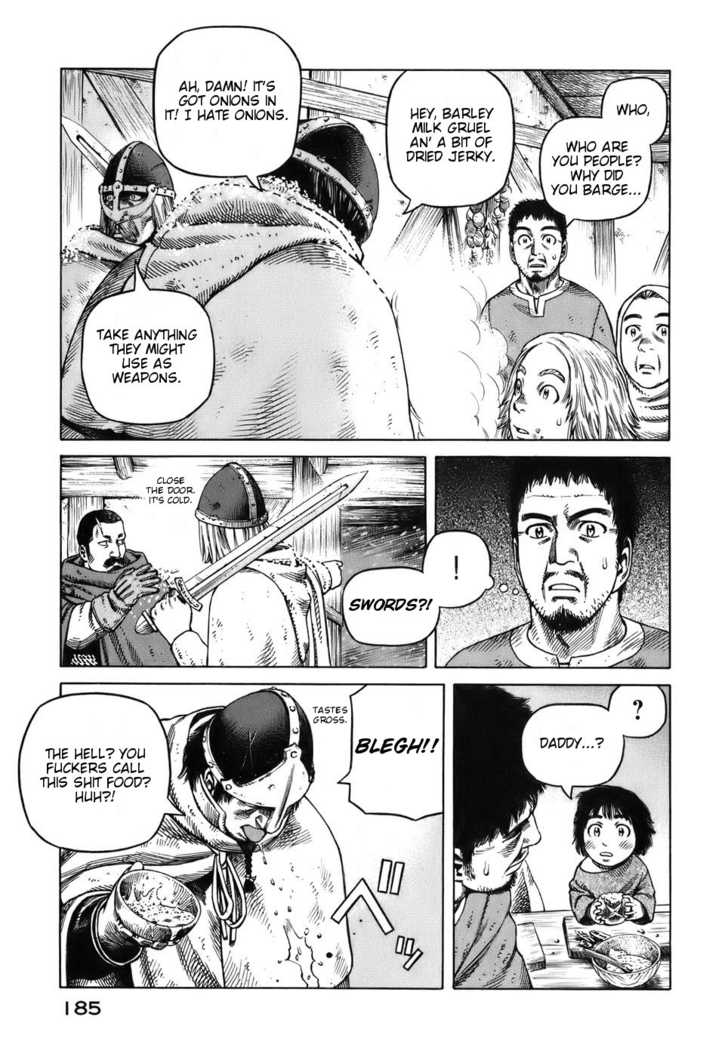 WHO,
WHO ARE
YOU PEOPLE?
WHY DID
YOU BARGE...
HEY, BARLEY
MILK GRUEL
AN' A BIT OF
DRIED JERKY.
AH, DAMN! IT'S
GOT ONIONS IN
IT! I HATE ONIONS.
TAKE ANYTHING
THEY MIGHT
USE AS
WEAPONS.
!
SWORDS?!
CLOSE
THE DOOR.
IT'S COLD.
?
DADDY...?
BLEGH!!
TASTES
GROSS.
THE HELL? YOU
FUCKERS CALL
THIS SHIT FOOD?
HUH?!
べッ
185